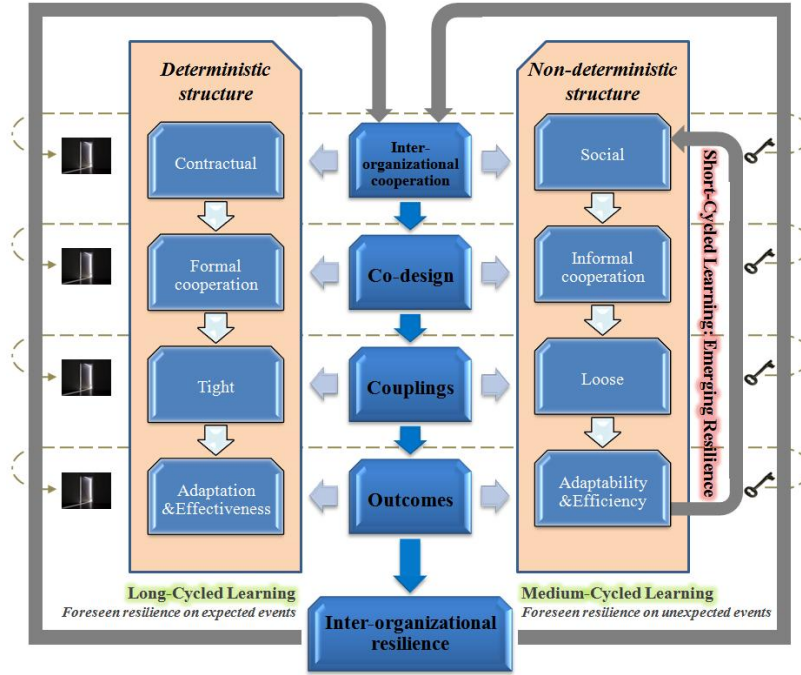 Deterministic
structure
Non-deterministic
structure
Contractual
Inter-
organizational
cooperation
Social
Formal
cooperation
Co-design
Informal
cooperation
Tight
Couplings
Loose
Adaptation
&Effectiveness
Outcomes
Adaptability
&Efficiency
Short-Cycled Learning: Emerging Resilience
Long-Cycled Learning
Foreseen resilience on expected events
Medium-Cycled Learning
Foreseen resilience on unexpected events
Inter-organizational
resilience